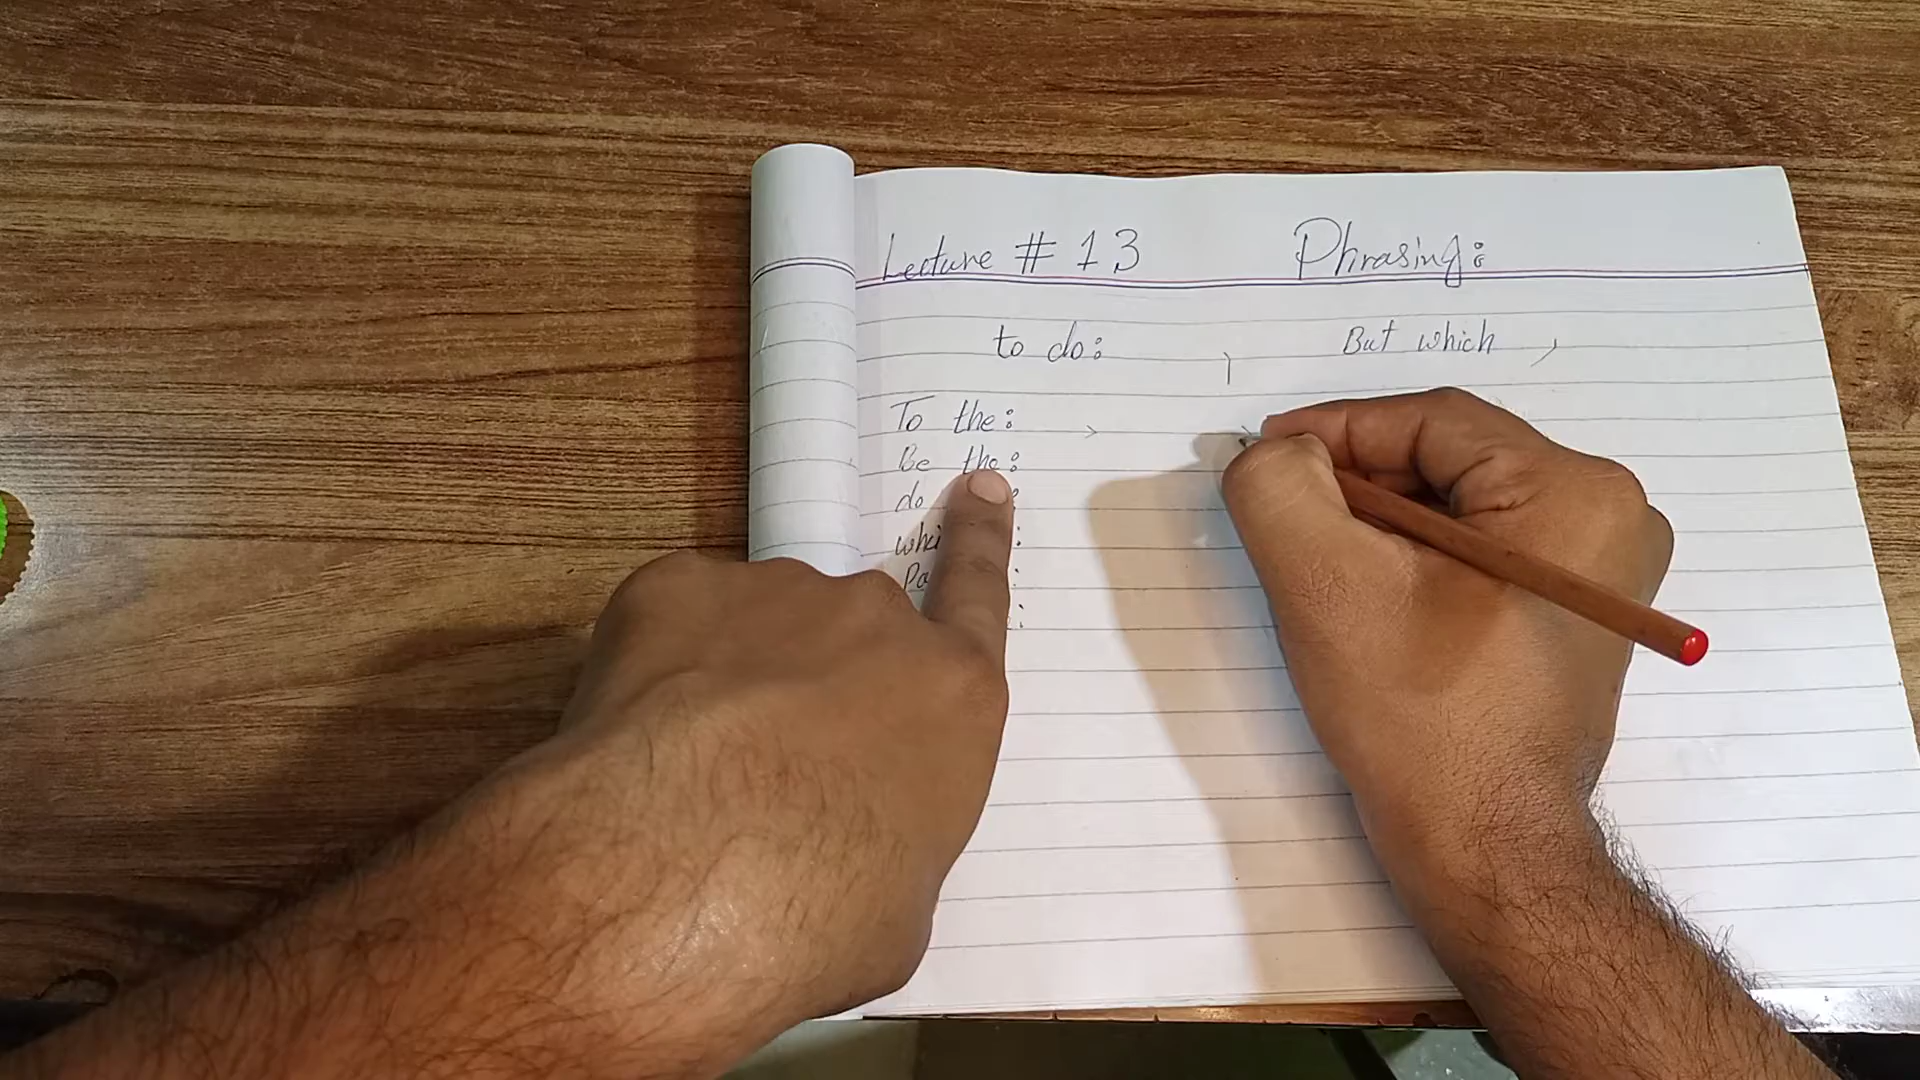 Lecture # 13 Phrasing:
to do: But which
To the:
Be the:
do